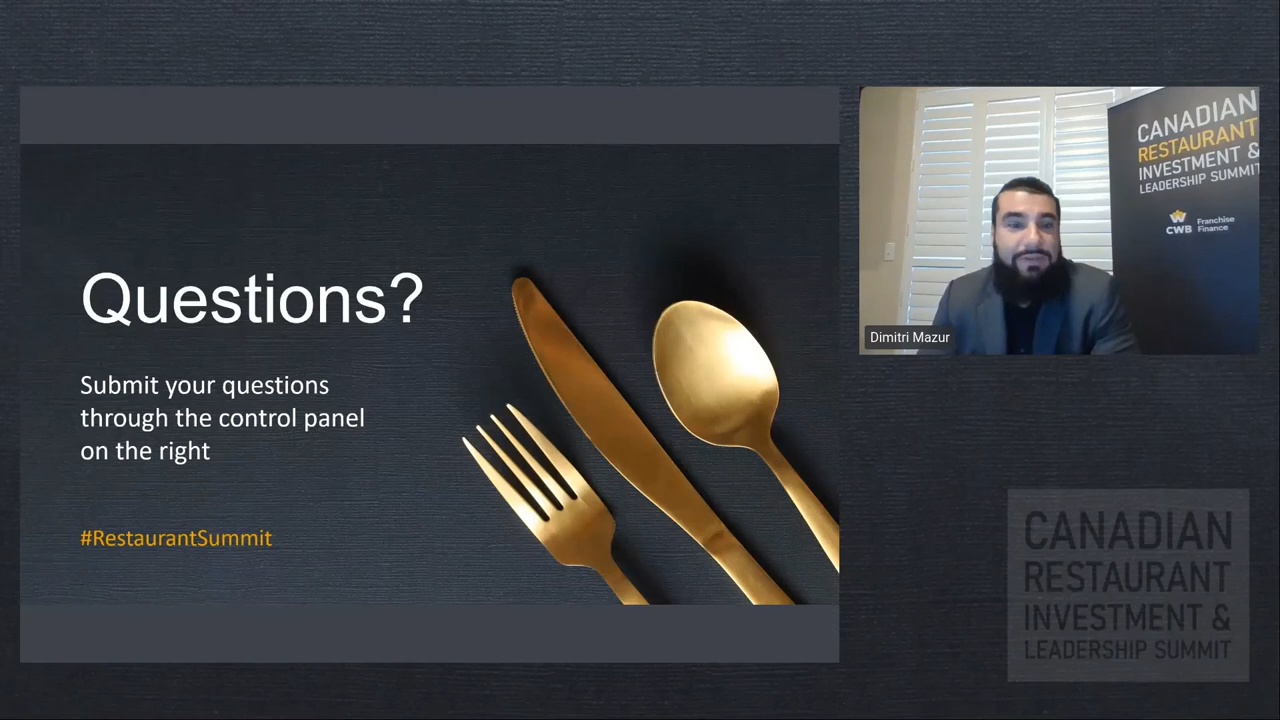 Questions?
Submit your questions
through the control panel
on the right
#RestaurantSummit
CANADIAN
RESTAURANT
INVESTMENT &
LEADERSHIP SUMMIT
CWB
Franchise
Finance
Dimitri Mazur
CANADIAN
RESTAURANT
INVESTMENT &
LEADERSHIP SUMMIT